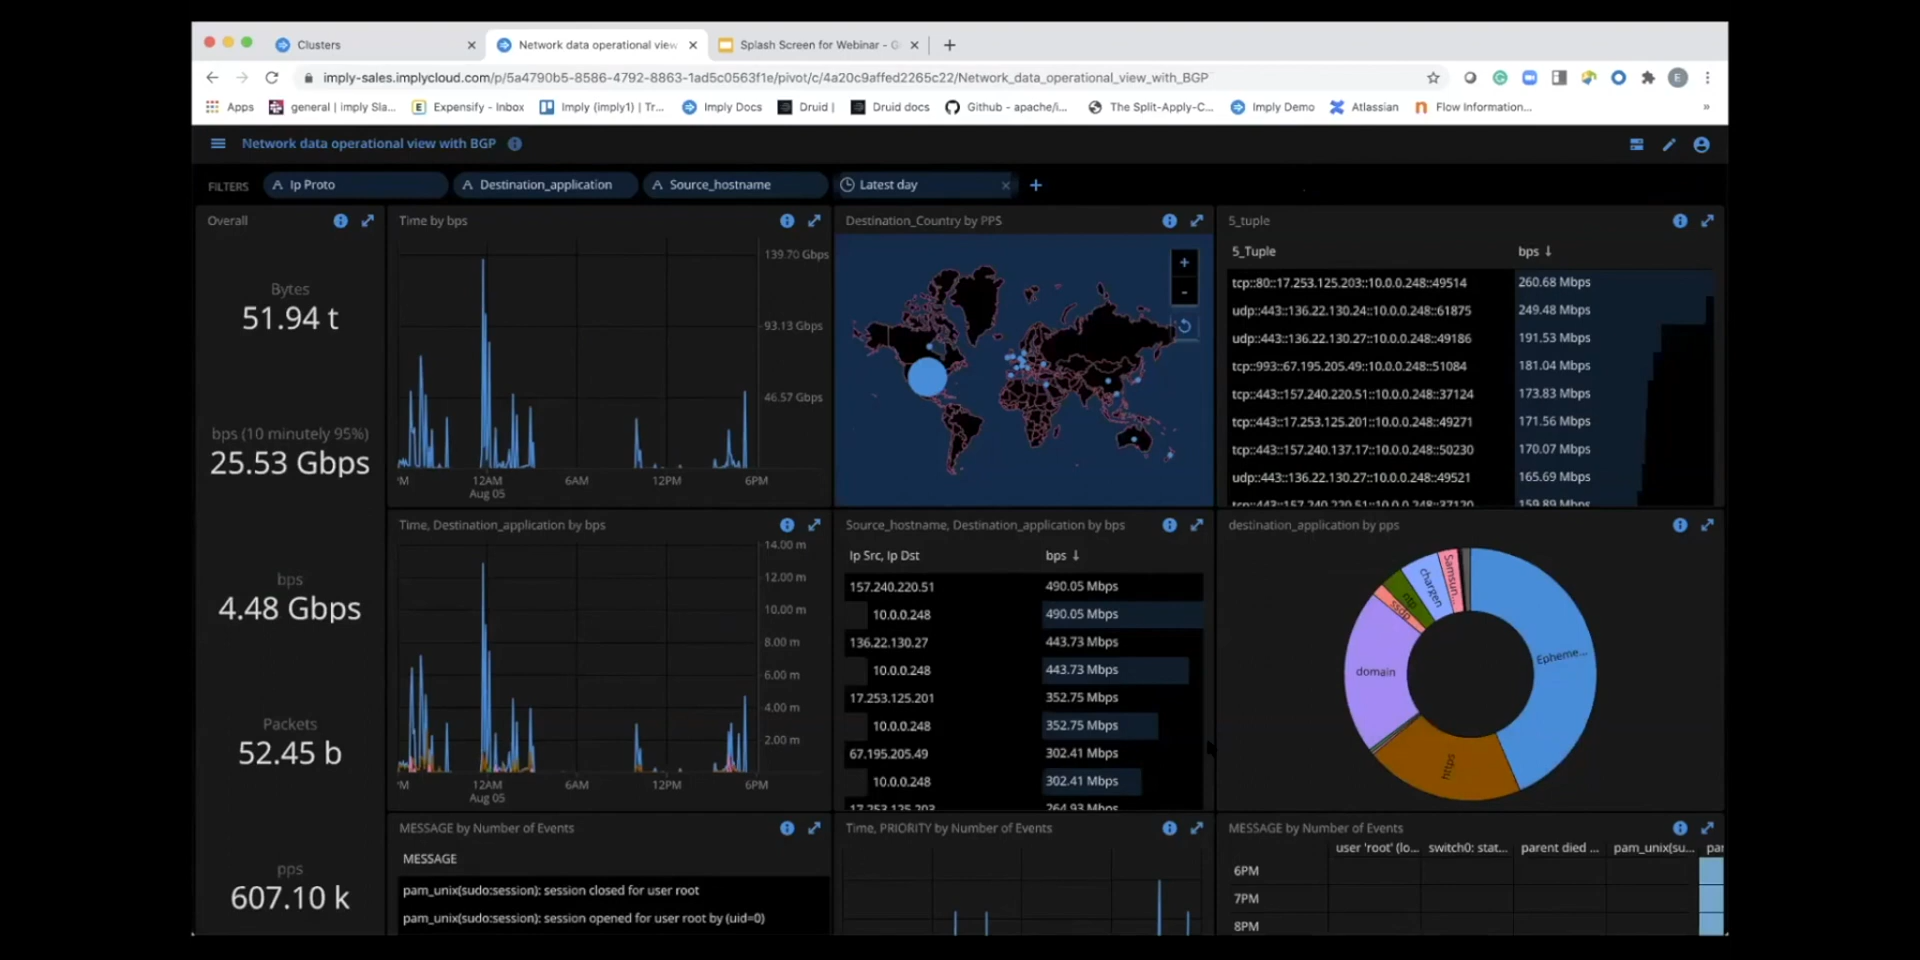 Clusters
Network data operational view
Splash Screen for Webinar - G
imply-sales.implycloud.com/p/5a4790b5-8586-4792-8863-1ad5c0563f1e/pivot/c/4a20c9affed2265c22/Network_data_operational_view_with_BGP
E
Apps
general | imply Sla...
Expensify - Inbox
Imply (imply1) | Tr...
Imply Docs
Druid |
Druid docs
Github - apache/i...
The Split-Apply-C...
Imply Demo
Atlassian
Flow Information...
»
Network data operational view with BGP
FILTERS
A Ip Proto
A Destination_application
A Source_hostname
Latest day
Overall
Bytes
51.94 t
bps (10 minutely 95%)
25.53 Gbps
bps
4.48 Gbps
Packets
52.45 b
pps
607.10 k
Time by bps
139.70 Gbps
93.13 Gbps
46.57 Gbps
'M 12AM 6AM 12PM 6PM
Aug 05
Destination_Country by PPS
+
-
5_tuple
5_Tuple bps ↓
tcp::80::17.253.125.203::10.0.0.248::49514 260.68 Mbps
udp::443::136.22.130.24::10.0.0.248::61875 249.48 Mbps
udp::443::136.22.130.27::10.0.0.248::49186 191.53 Mbps
tcp::993::67.195.205.49::10.0.0.248::51084 181.04 Mbps
tcp::443::157.240.220.51::10.0.0.248::37124 173.83 Mbps
tcp::443::17.253.125.201::10.0.0.248::49271 171.56 Mbps
tcp::443::157.240.137.17::10.0.0.248::50230 170.07 Mbps
udp::443::136.22.130.27::10.0.0.248::49521 165.69 Mbps
tcp::443::157.240.220.51::10.0.0.248::37120 159.89 Mbps
Time, Destination_application by bps
14.00 m
12.00 m
10.00 m
8.00 m
6.00 m
4.00 m
2.00 m
'M 12AM 6AM 12PM 6PM
Aug 05
Source_hostname, Destination_application by bps
Ip Src, Ip Dst bps ↓
157.240.220.51 490.05 Mbps
10.0.0.248 490.05 Mbps
136.22.130.27 443.73 Mbps
10.0.0.248 443.73 Mbps
17.253.125.201 352.75 Mbps
10.0.0.248 352.75 Mbps
67.195.205.49 302.41 Mbps
10.0.0.248 302.41 Mbps
17.253.125.203 264.93 Mbps
destination_application by pps
Epheme...
https
domain
ssdp
ntp
chargen
Samsun...
MESSAGE by Number of Events
MESSAGE
pam_unix(sudo:session): session closed for user root
pam_unix(sudo:session): session opened for user root by (uid=0)
Time, PRIORITY by Number of Events
MESSAGE by Number of Events
user 'root' (lo... switch0: stat... parent died ... pam_unix(su... pai
6PM
7PM
8PM